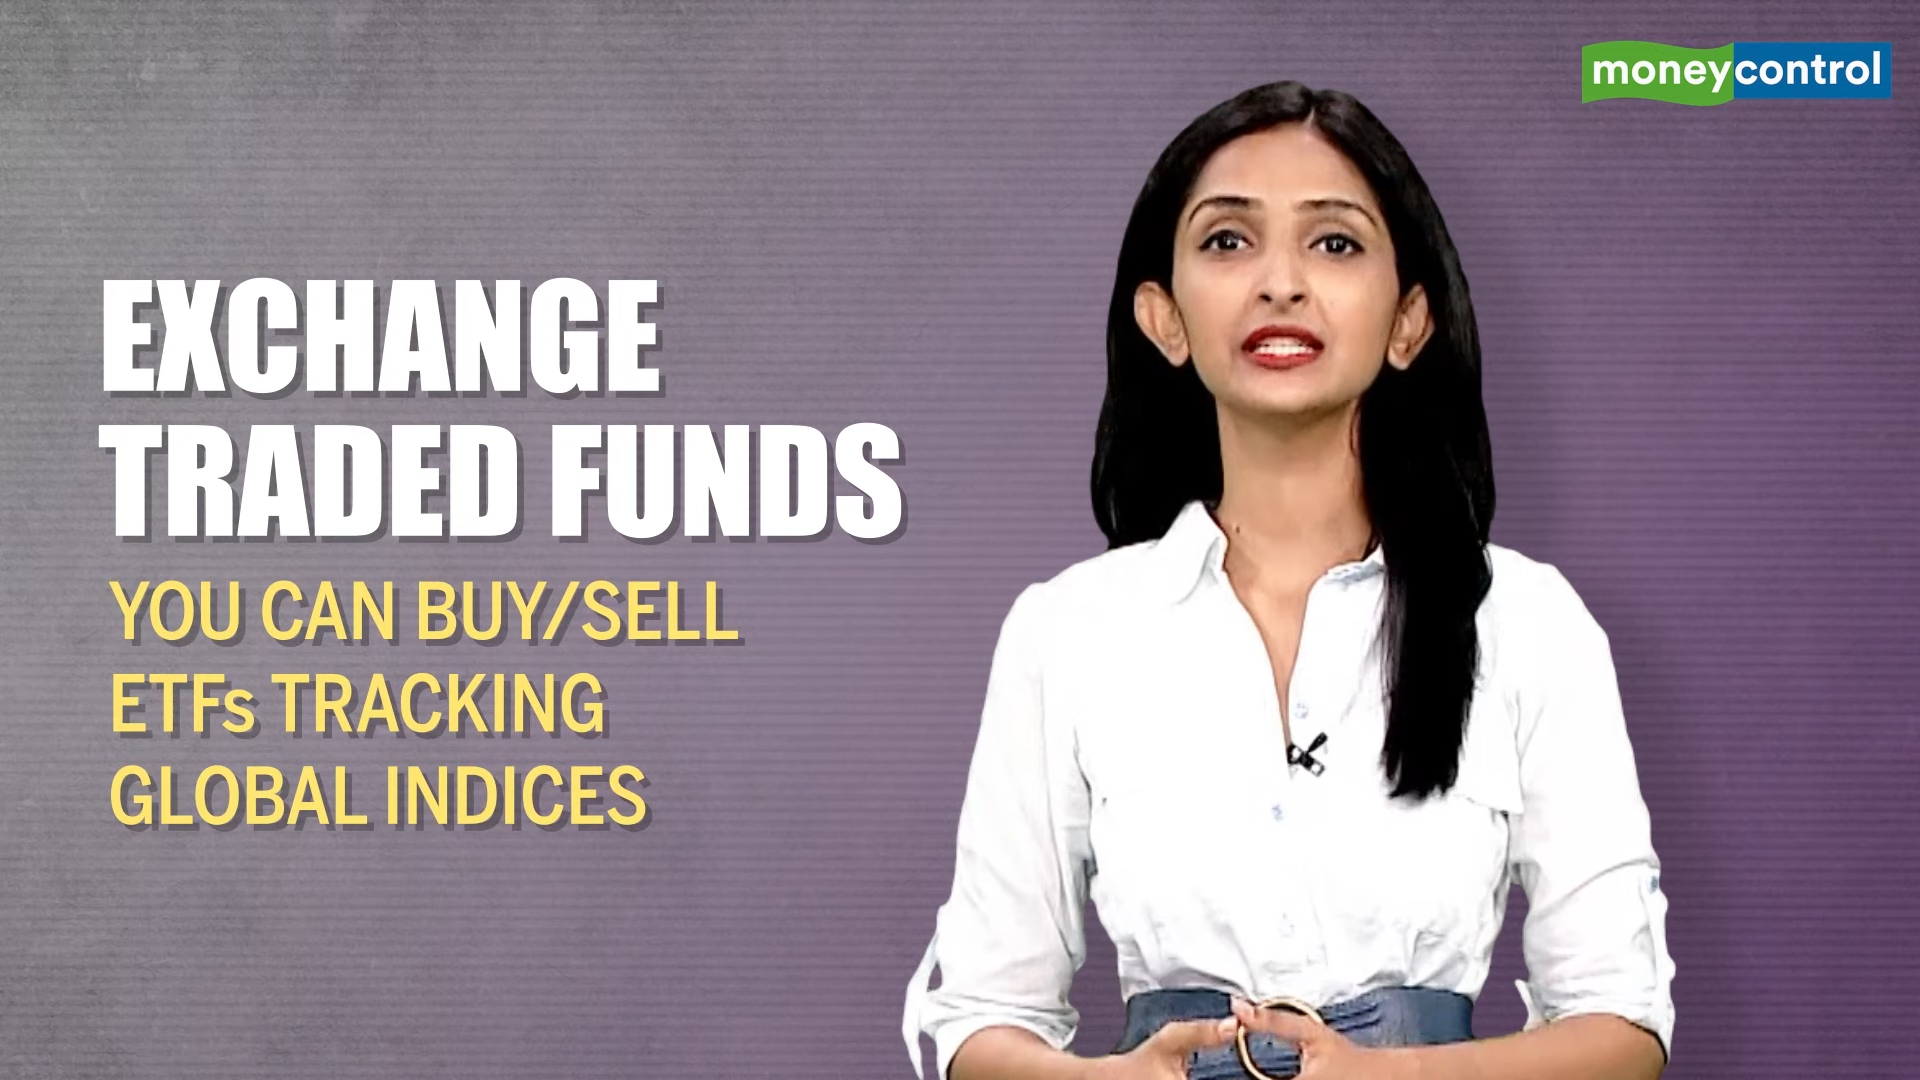 moneycontrol
EXCHANGE
TRADED FUNDS
YOU CAN BUY/SELL
ETFs TRACKING
GLOBAL INDICES